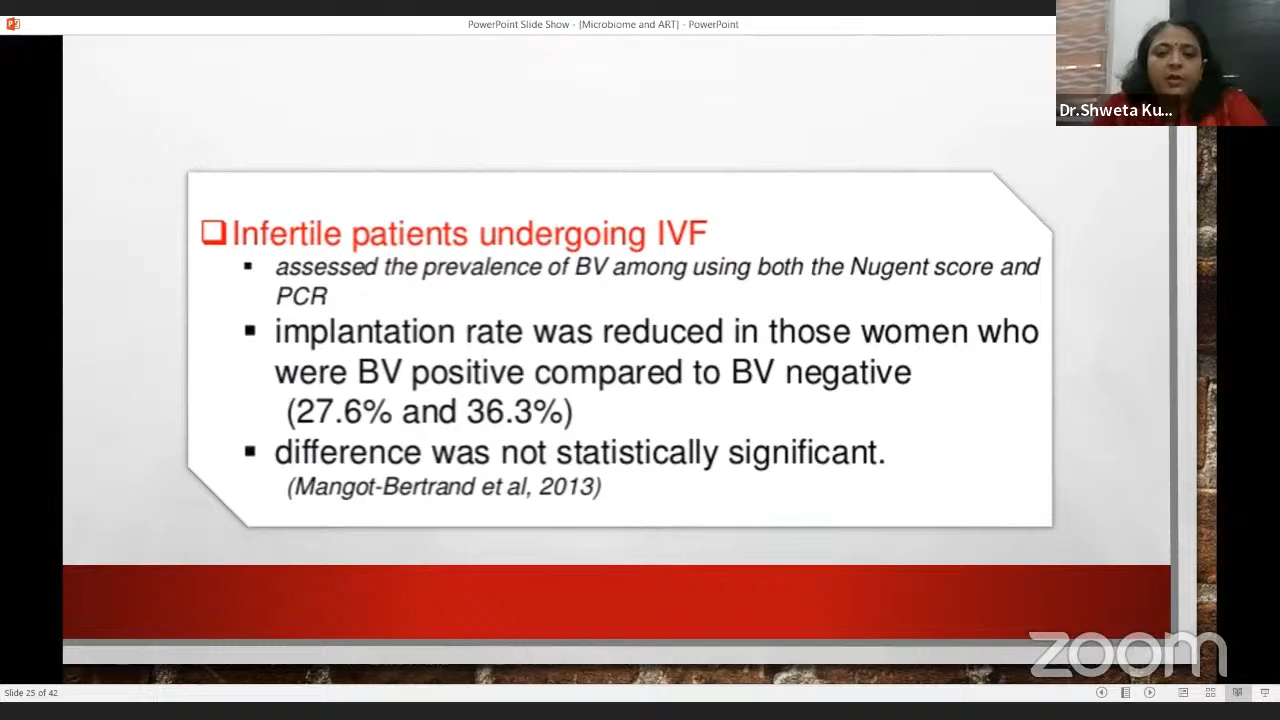 PowerPoint Slide Show - (Microbiome and ART) - PowerPoint
Dr.Shweta Ku...
Infertile patients undergoing IVF
assessed the prevalence of BV among using both the Nugent score and
PCR
implantation rate was reduced in those women who
were BV positive compared to BV negative
(27.6% and 36.3%)
difference was not statistically significant.
(Mangot-Bertrand et al, 2013)
zoom
Slide 25 of 42